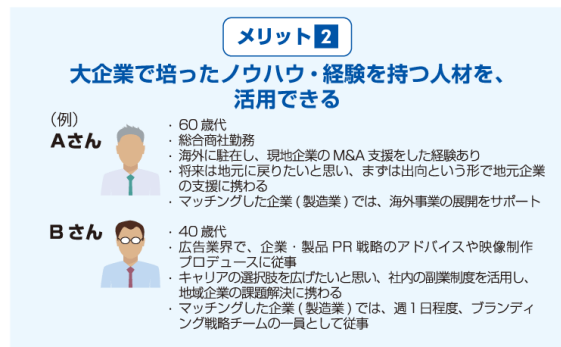 メリット2
大企業で培ったノウハウ・経験を持つ人材を、
活用できる
(例)
Aさん
・60歳代
・総合商社勤務
・海外に駐在し、現地企業のM&A支援をした経験あり
・将来は地元に戻りたいと思い、まずは出向という形で地元企業
の支援に携わる
・マッチングした企業(製造業)では、海外事業の展開をサポート
Bさん
・40歳代
・広告業界で、企業・製品PR戦略のアドバイスや映像制作
プロデュースに従事
・キャリアの選択肢を広げたいと思い、社内の副業制度を活用し、
地域企業の課題解決に携わる
・マッチングした企業(製造業)では、週1日程度、ブランディ
ング戦略チームの一員として従事